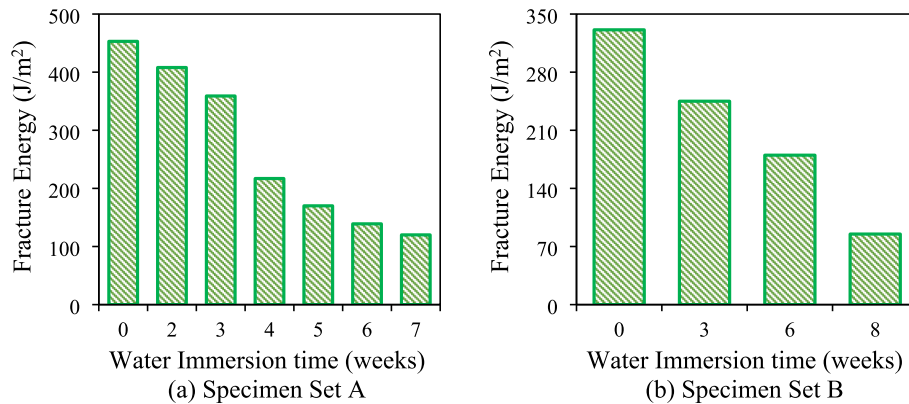 Fracture Energy (J/m²)
500
400
300
200
100
0
0 2 3 4 5 6 7
Water Immersion time (weeks)
(a) Specimen Set A
Fracture Energy (J/m²)
350
280
210
140
70
0
0 3 6 8
Water Immersion time (weeks)
(b) Specimen Set B